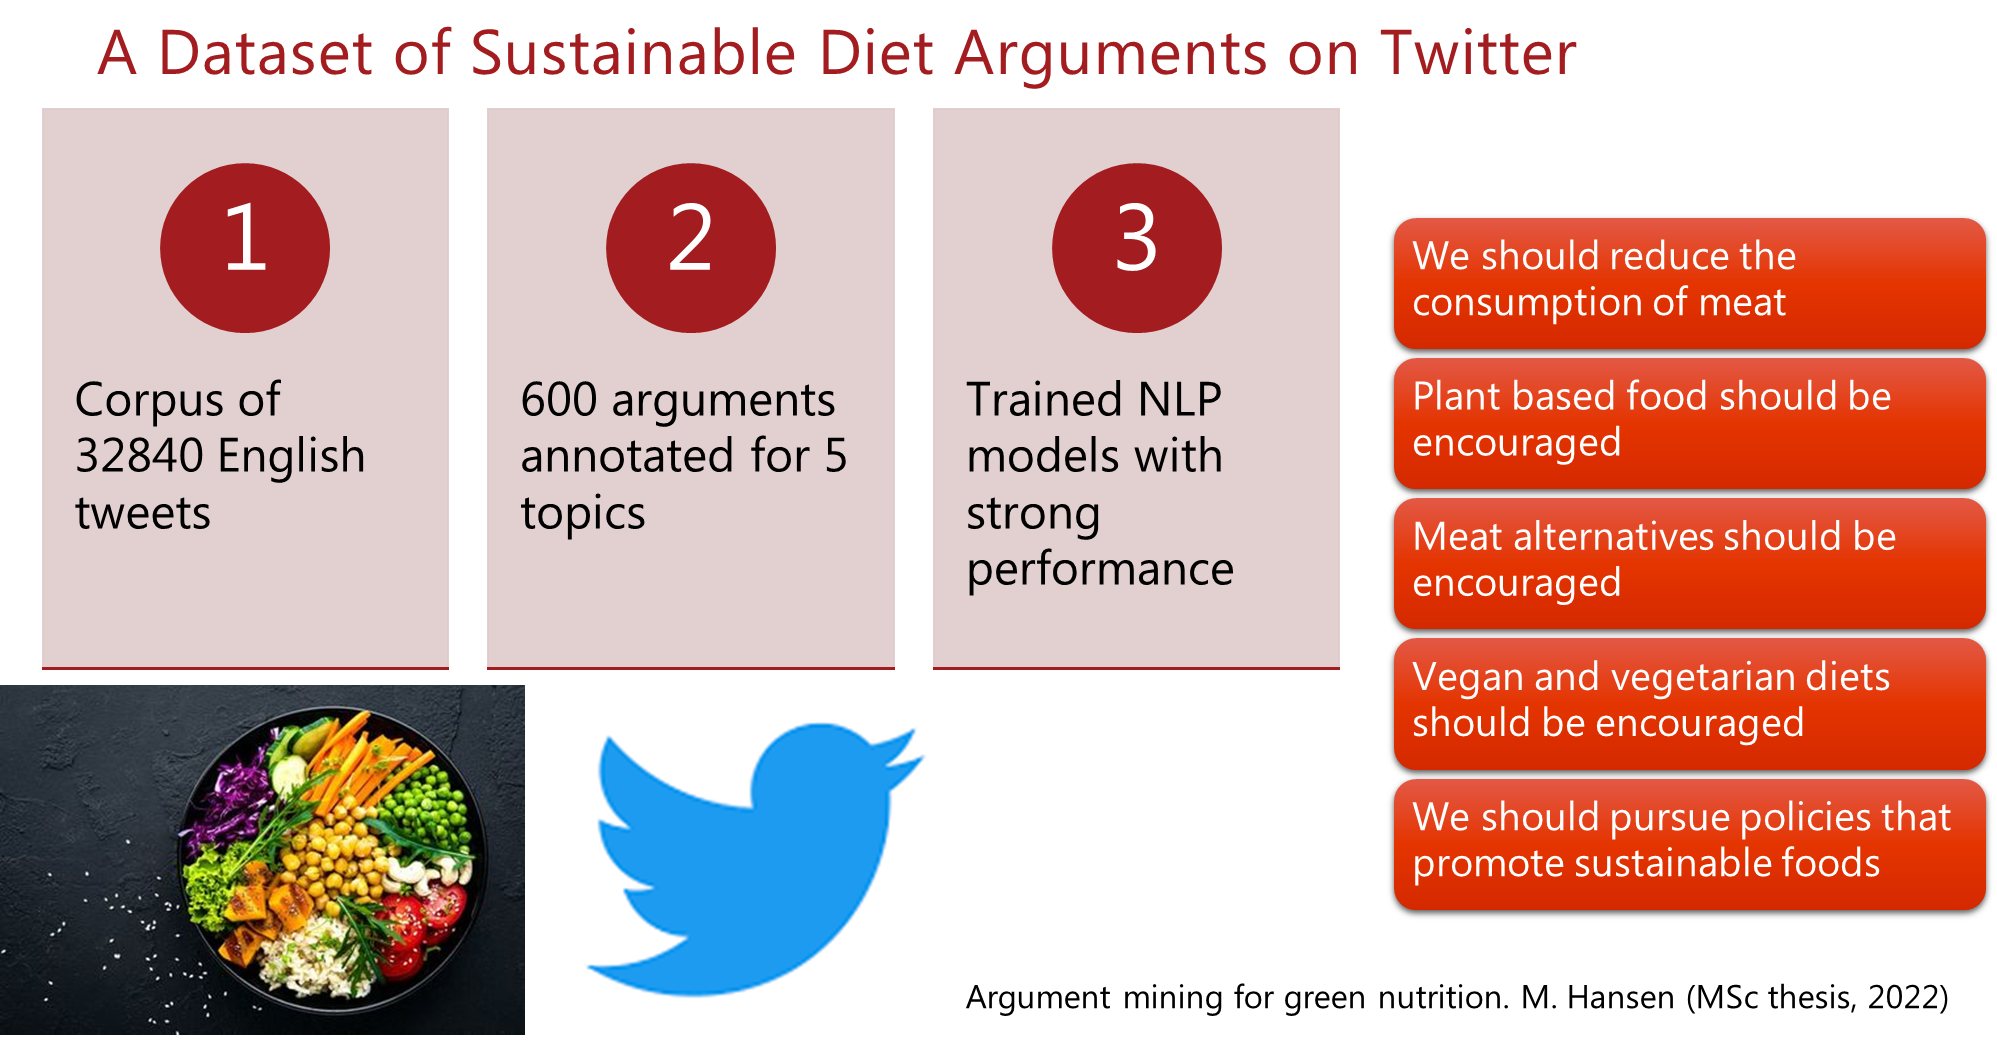 A Dataset of Sustainable Diet Arguments on Twitter
1
Corpus of
32840 English
tweets
2
600 arguments
annotated for 5
topics
3
Trained NLP
models with
strong
performance
We should reduce the
consumption of meat
Plant based food should be
encouraged
Meat alternatives should be
encouraged
Vegan and vegetarian diets
should be encouraged
We should pursue policies that
promote sustainable foods
Argument mining for green nutrition. M. Hansen (MSc thesis, 2022)